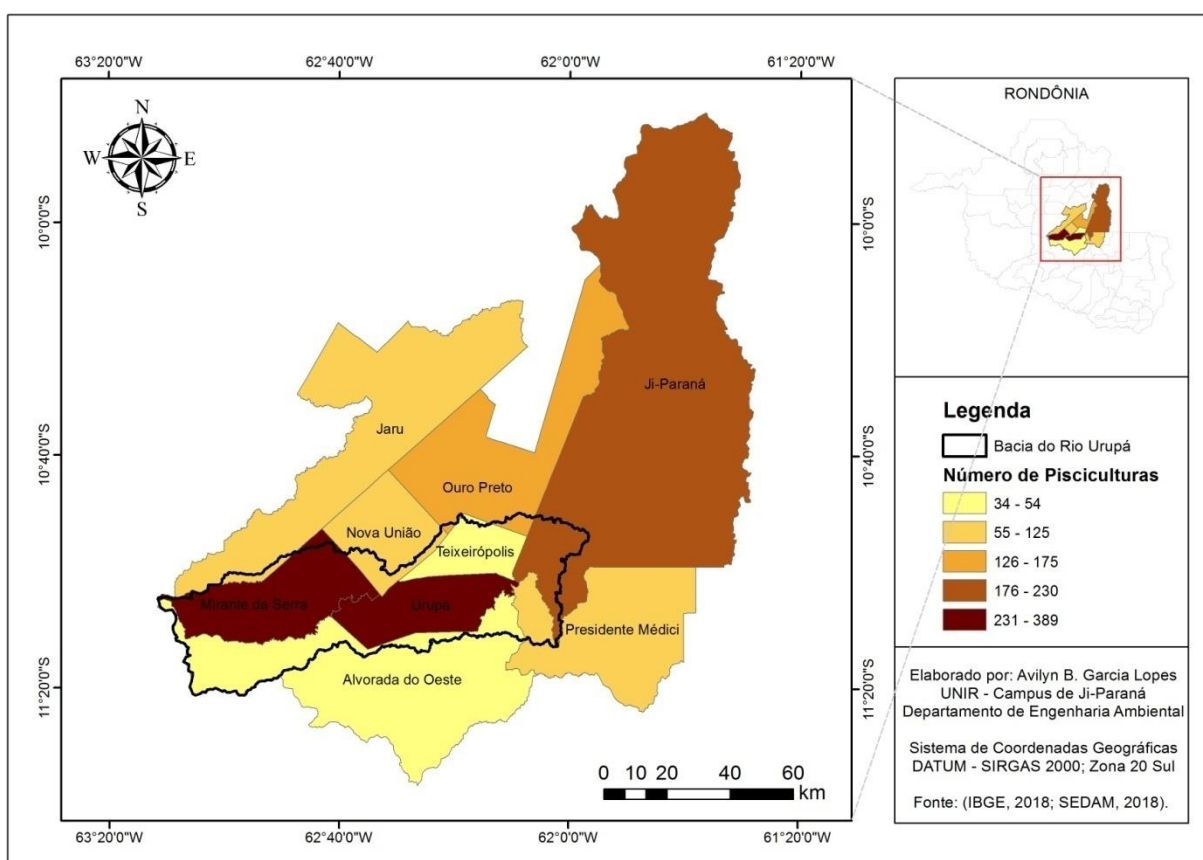 63°20'0"W
62°40'0"W
62°0'0"W
61°20'0"W
N
W
E
S
10°0'0"S
10°40'0"S
11°20'0"S
Ji-Paraná
Jaru
Ouro Preto
Nova União
Teixeirópolis
Mirante da Serra
Urupá
Presidente Médici
Alvorada do Oeste
0 10 20 40 60
km
10°0'0"S
10°40'0"S
11°20'0"S
63°20'0"W
62°40'0"W
62°0'0"W
61°20'0"W
RONDÔNIA
Legenda
Bacia do Rio Urupá
Número de Pisciculturas
34 - 54
55 - 125
126 - 175
176 - 230
231 - 389
Elaborado por: Avilyn B. Garcia Lopes
UNIR - Campus de Ji-Paraná
Departamento de Engenharia Ambiental
Sistema de Coordenadas Geográficas
DATUM - SIRGAS 2000; Zona 20 Sul
Fonte: (IBGE, 2018; SEDAM, 2018).